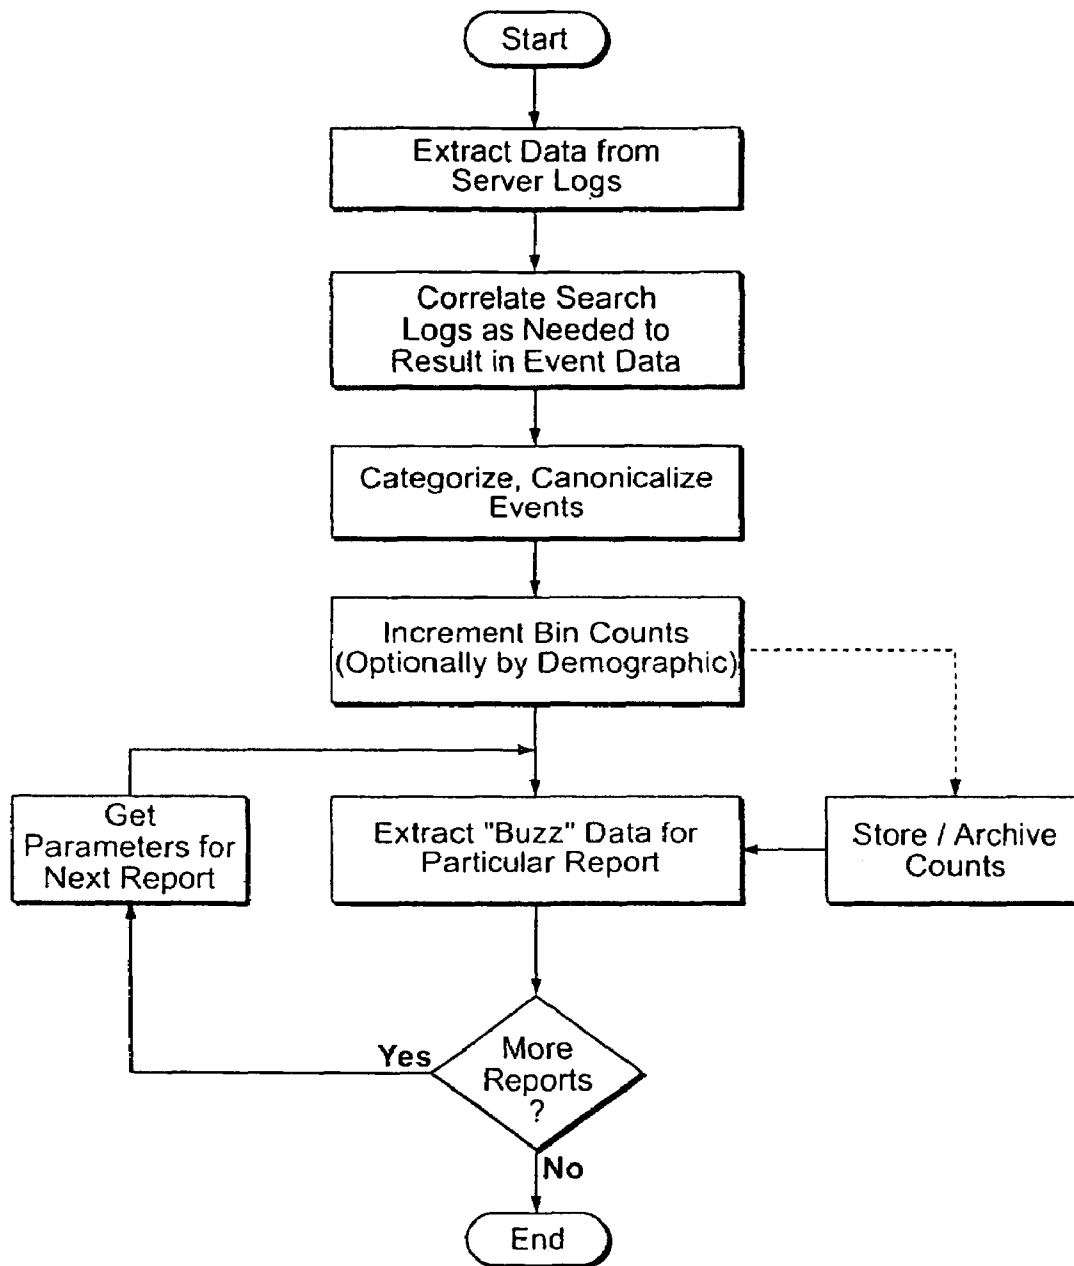 Start
Extract Data from
Server Logs
Correlate Search
Logs as Needed to
Result in Event Data
Categorize, Canonicalize
Events
Increment Bin Counts
(Optionally by Demographic)
Get
Parameters for
Next Report
Extract "Buzz" Data for
Particular Report
Store / Archive
Counts
Yes
More
Reports
?
No
End